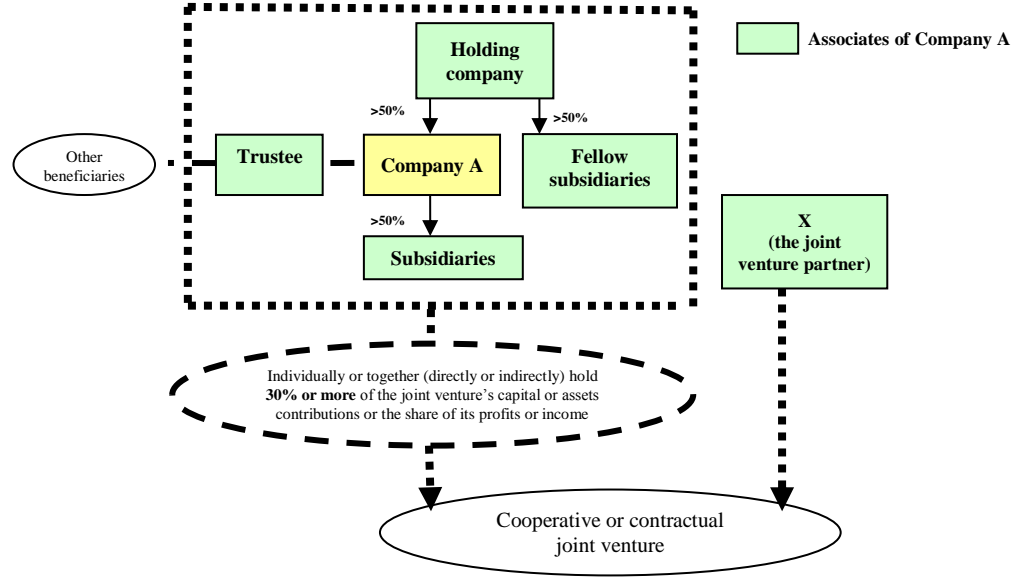 Holding
company
Associates of Company A
>50%
>50%
Other
beneficiaries
Trustee
Company A
Fellow
subsidiaries
>50%
Subsidiaries
X
(the joint
venture partner)
Individually or together (directly or indirectly) hold
30% or more of the joint venture’s capital or assets
contributions or the share of its profits or income
Cooperative or contractual
joint venture